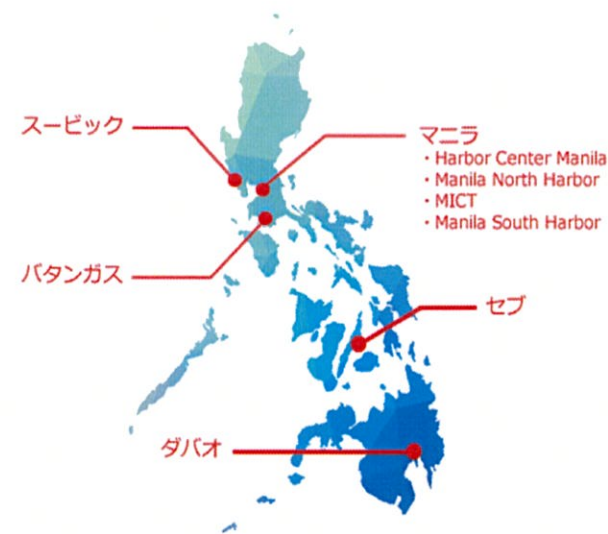 スービック
マニラ
・Harbor Center Manila
・Manila North Harbor
・MICT
・Manila South Harbor
バタンガス
セブ
ダバオ